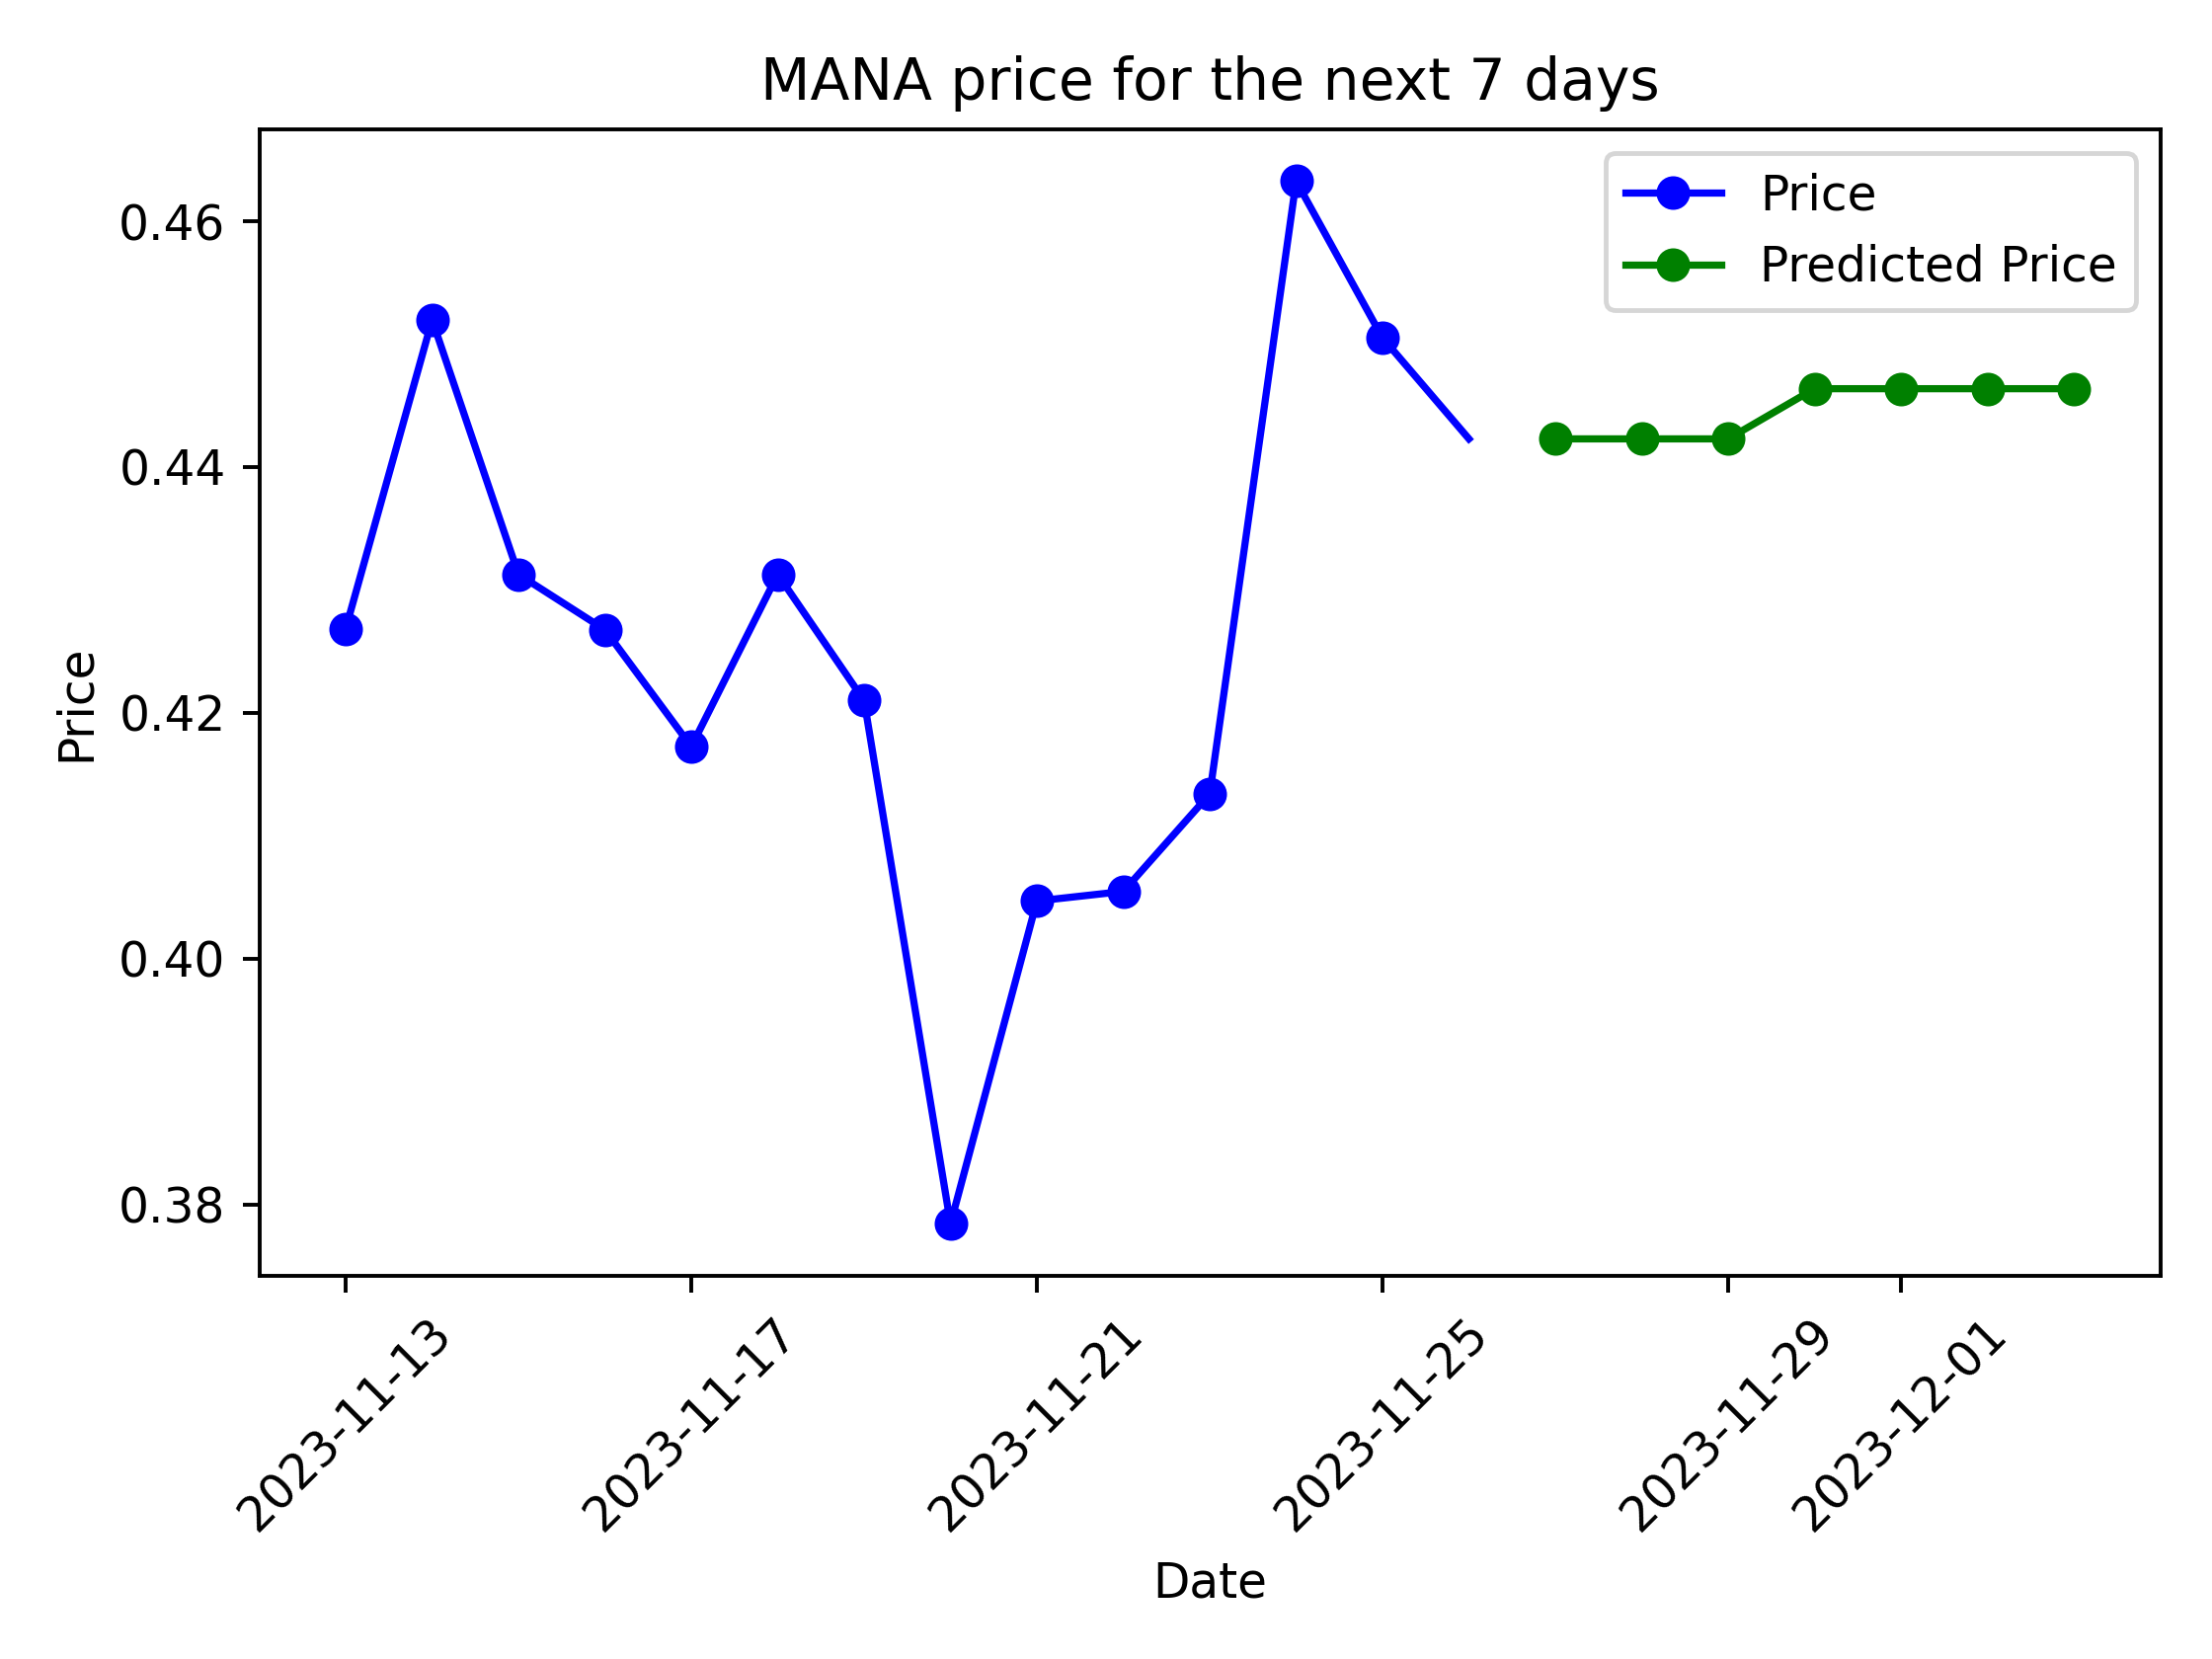 MANA price for the next 7 days
Price
Predicted Price
0.46
0.44
0.42
0.40
0.38
Price
2023-11-13
2023-11-17
2023-11-21
2023-11-25
2023-11-29
2023-12-01
Date